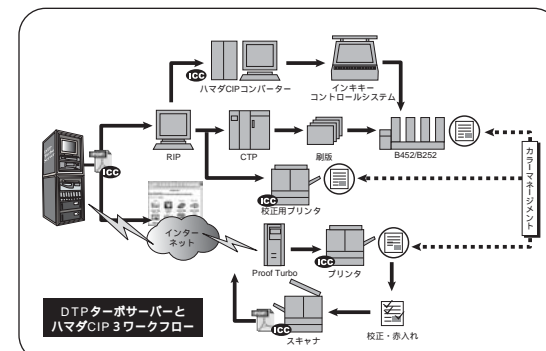 ICC
ハマダCIPコンバーター
インキキー
コントロールシステム
ICC
RIP
CTP
刷版
B452/B252
ICC
校正用プリンタ
カラーマネージメント
インター
ネット
Proof Turbo
ICC
プリンタ
DTPターボサーバーと
ハマダCIP3ワークフロー
ICC
スキャナ
校正・赤入れ